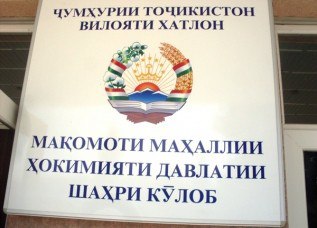 ҶУМҲУРИИ ТОҶИКИСТОН
ВИЛОЯТИ ХАТЛОН
МАҚОМОТИ МАҲАЛЛИИ
ҲОКИМИЯТИ ДАВЛАТИИ
ШАҲРИ КӮЛОБ